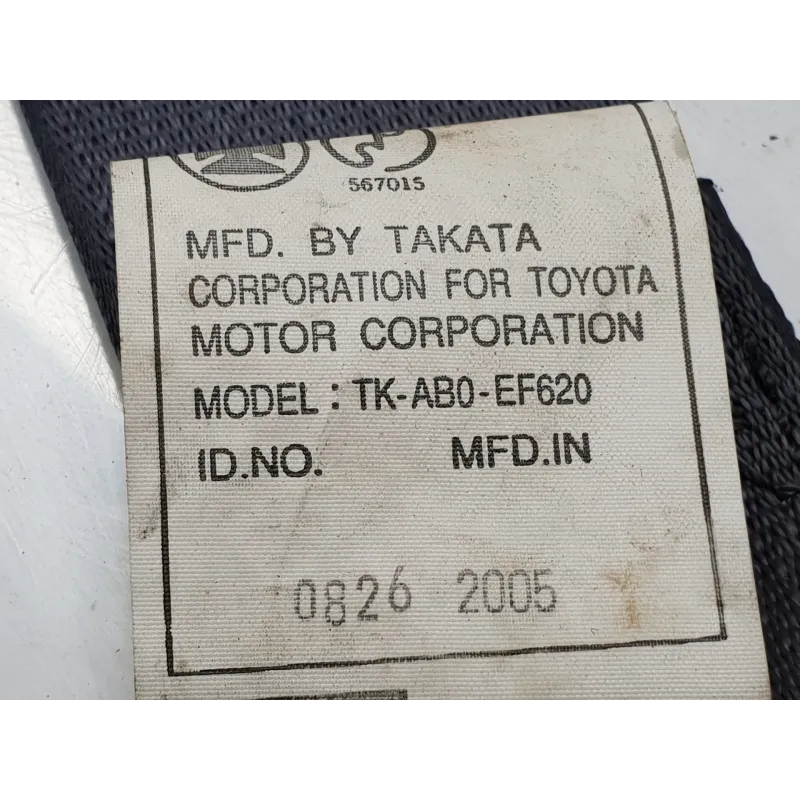 567015
MFD. BY TAKATA
CORPORATION FOR TOYOTA
MOTOR CORPORATION
MODEL : TK-AB0-EF620
ID.NO. MFD.IN
0826 2005